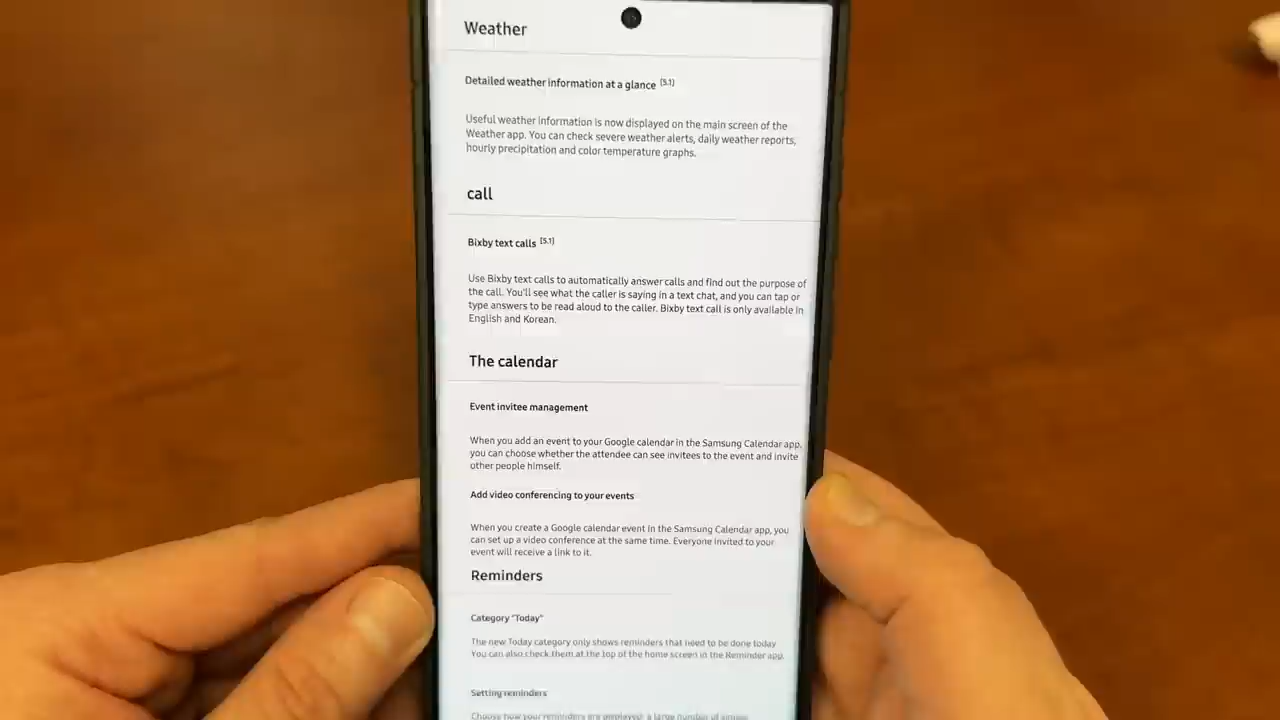 Weather
Detailed weather information at a glance [5.1]
Useful weather information is now displayed on the main screen of the
Weather app. You can check severe weather alerts, daily weather reports,
hourly precipitation and color temperature graphs.
call
Bixby text calls [5.1]
Use Bixby text calls to automatically answer calls and find out the purpose of
the call. You'll see what the caller is saying in a text chat, and you can tap or
type answers to be read aloud to the caller. Bixby text call is only available in
English and Korean.
The calendar
Event invitee management
When you add an event to your Google calendar in the Samsung Calendar app,
you can choose whether the attendee can see invitees to the event and invite
other people himself.
Add video conferencing to your events
When you create a Google calendar event in the Samsung Calendar app, you
can set up a video conference at the same time. Everyone invited to your
event will receive a link to it.
Reminders
Category "Today"
The new Today category only shows reminders that need to be done today
You can also check them at the top of the home screen in the Reminder app.
Setting reminders
Choose how your reminders are displayed: a large number of simple